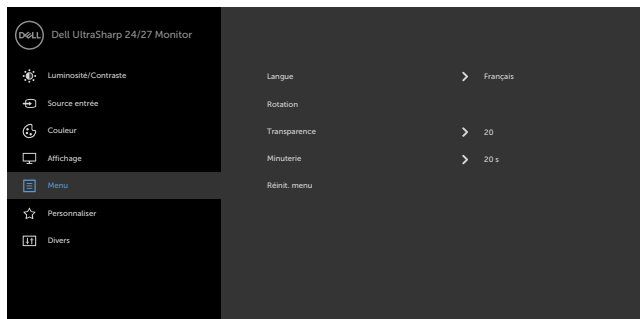 DELL Dell UltraSharp 24/27 Monitor
Luminosité/Contraste
Source entrée
Couleur
Affichage
Menu
Personnaliser
Divers
Langue Français
Rotation
Transparence 20
Minuterie 20 s
Réinit. menu